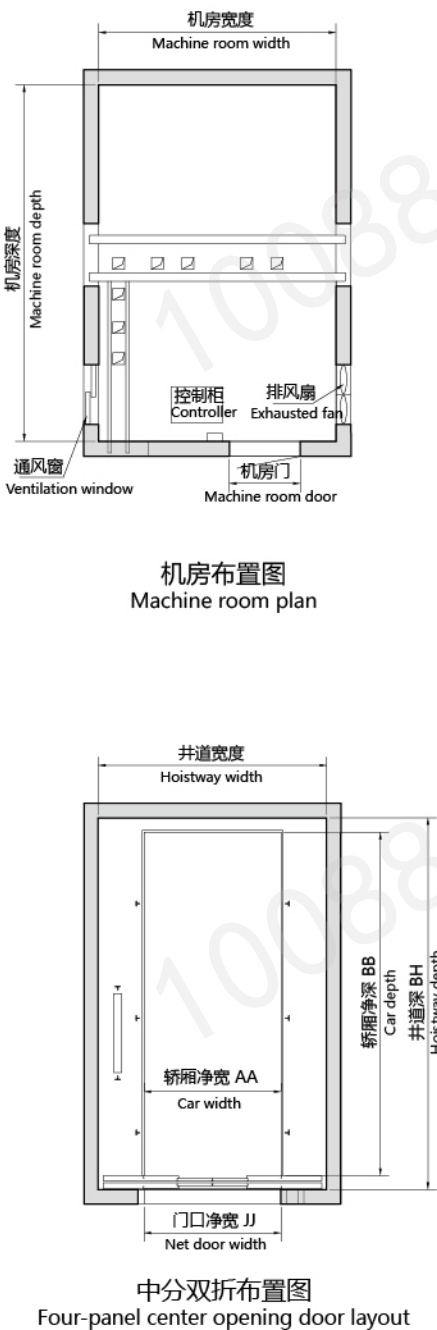 机房宽度
Machine room width
机房深度
Machine room depth
控制柜
Controller
排风扇
Exhausted fan
通风窗
Ventilation window
机房门
Machine room door
机房布置图
Machine room plan
井道宽度
Hoistway width
轿厢净深 BB
Car depth
井道深 BH
Hoistway depth
轿厢净宽 AA
Car width
门口净宽 JJ
Net door width
中分双折布置图
Four-panel center opening door layout
10088
10088